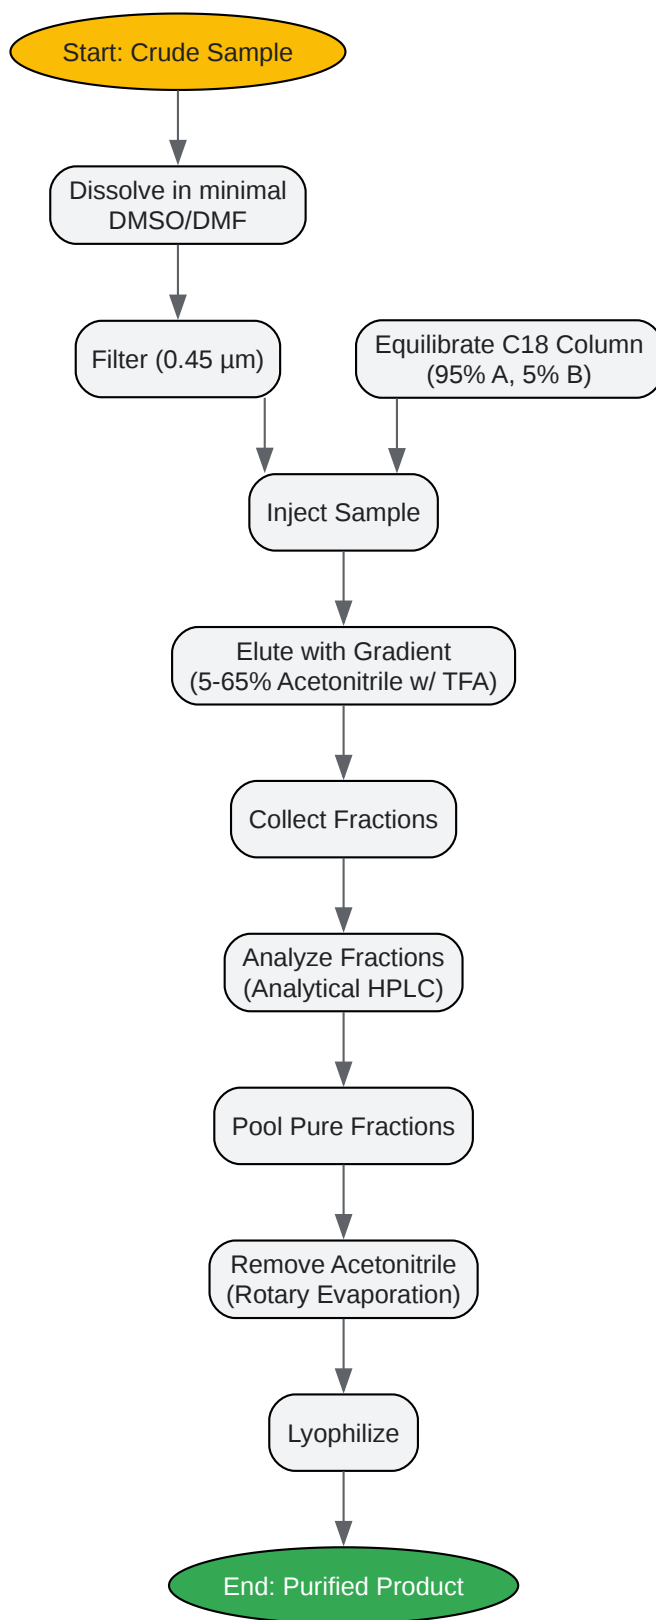 Start: Crude Sample
Dissolve in minimal
DMSO/DMF
Filter (0.45 µm)
Equilibrate C18 Column
(95% A, 5% B)
Inject Sample
Elute with Gradient
(5-65% Acetonitrile w/ TFA)
Collect Fractions
Analyze Fractions
(Analytical HPLC)
Pool Pure Fractions
Remove Acetonitrile
(Rotary Evaporation)
Lyophilize
End: Purified Product